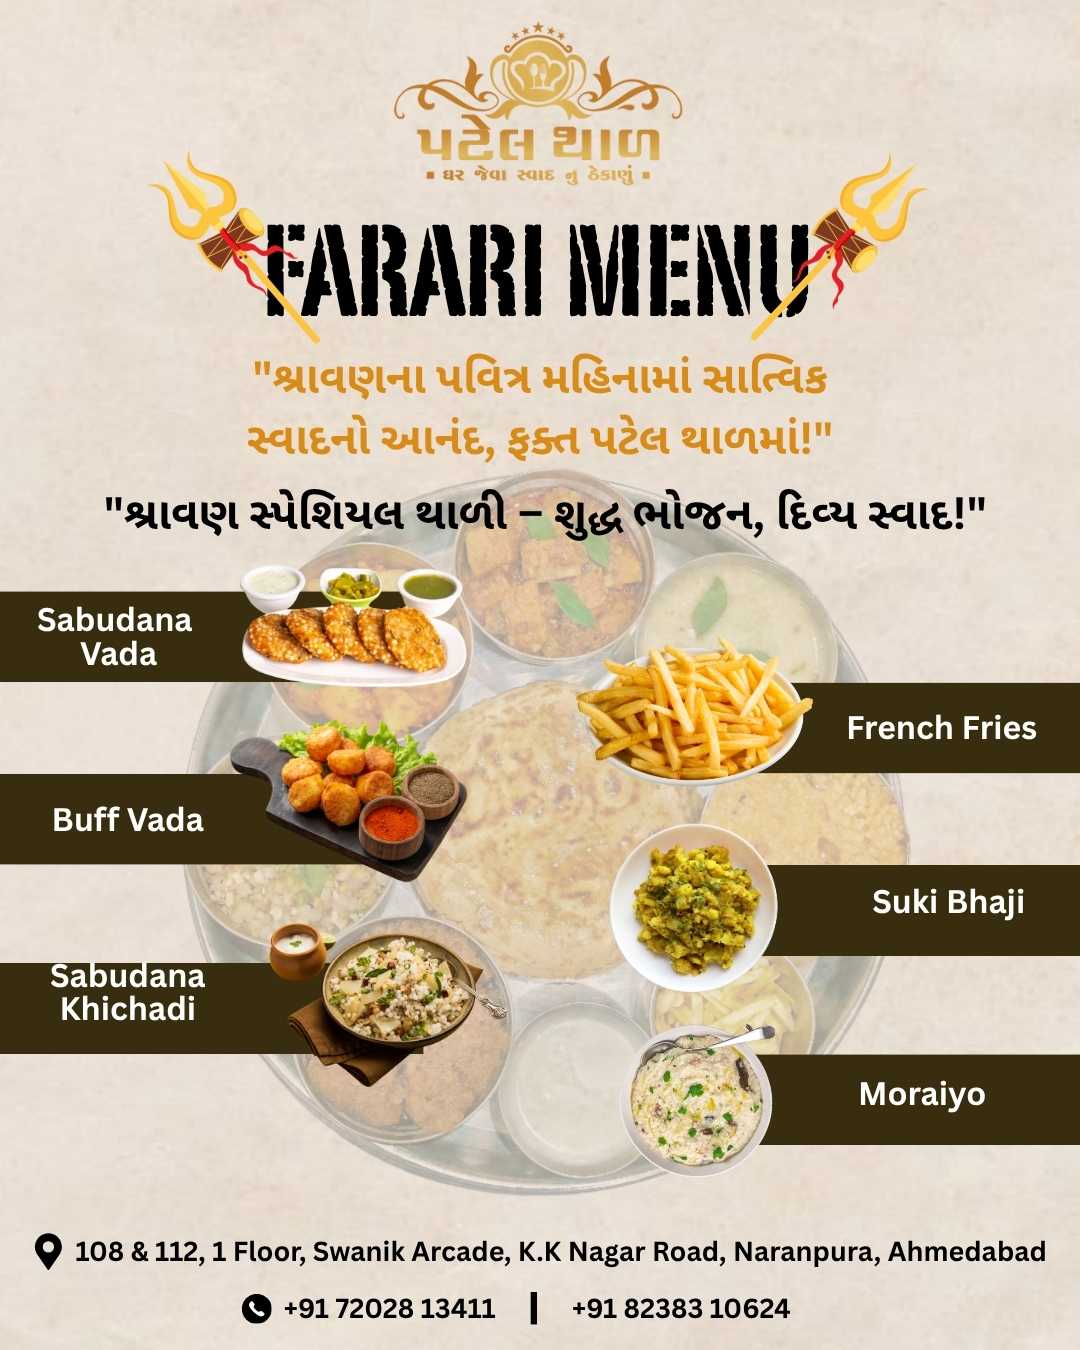 પટેલ થાળ
▪ ઘર જેવા સ્વાદ નુ ઠેકાણું ▪
FARARI MENU
"શ્રાવણના પવિત્ર મહિનામાં સાત્વિક
સ્વાદનો આનંદ, ફક્ત પટેલ થાળમાં!"
"શ્રાવણ સ્પેશિયલ થાળી – શુદ્ધ ભોજન, દિવ્ય સ્વાદ!"
Sabudana
Vada
French Fries
Buff Vada
Suki Bhaji
Sabudana
Khichadi
Moraiyo
108 & 112, 1 Floor, Swanik Arcade, K.K Nagar Road, Naranpura, Ahmedabad
+91 72028 13411 | +91 82383 10624